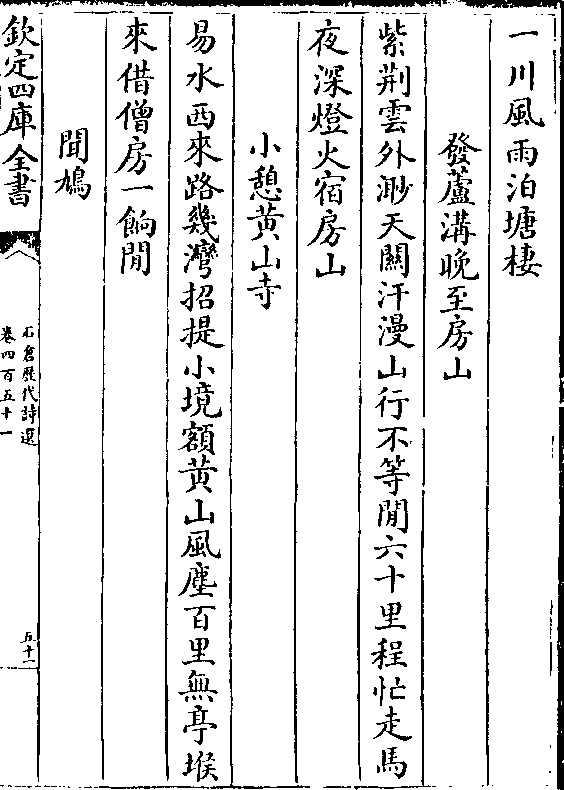 一川風雨泊塘棲
發蘆溝晚至房山
紫荆雲外渺天闗汗漫山行不等閒六十里程忙走馬
夜深燈火宿房山
小憩黄山寺
易水西來路幾灣招提小境額黄山風塵百里無亭堠
來借僧房一餉閒
聞鳩
欽定四庫全書
石倉歷代詩選
卷四百五十一
五十一